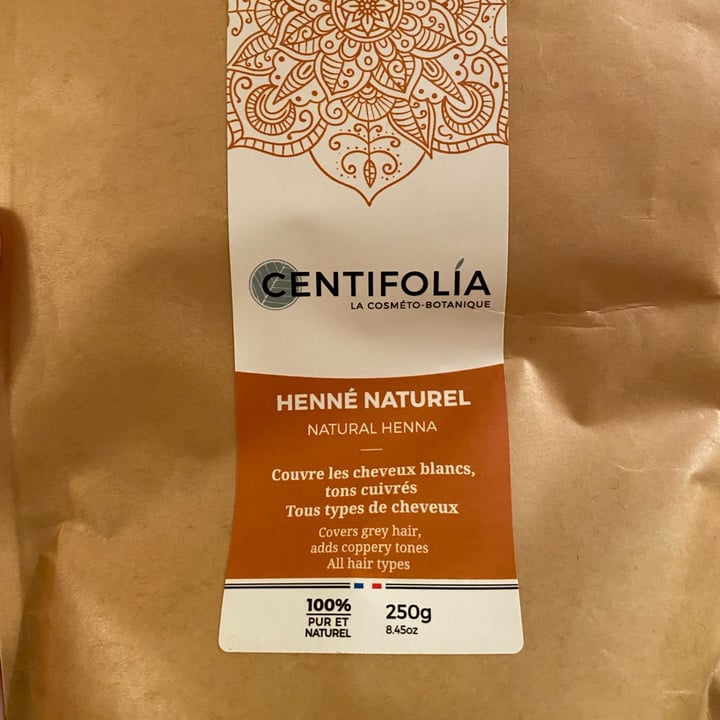 CENTIFOLÍA
LA COSMÉTO-BOTANIQUE
HENNÉ NATUREL
NATURAL HENNA
Couvre les cheveux blancs,
tons cuivrés
Tous types de cheveux
Covers grey hair,
adds coppery tones
All hair types
100%
PUR ET
NATUREL
250g
8.45oz